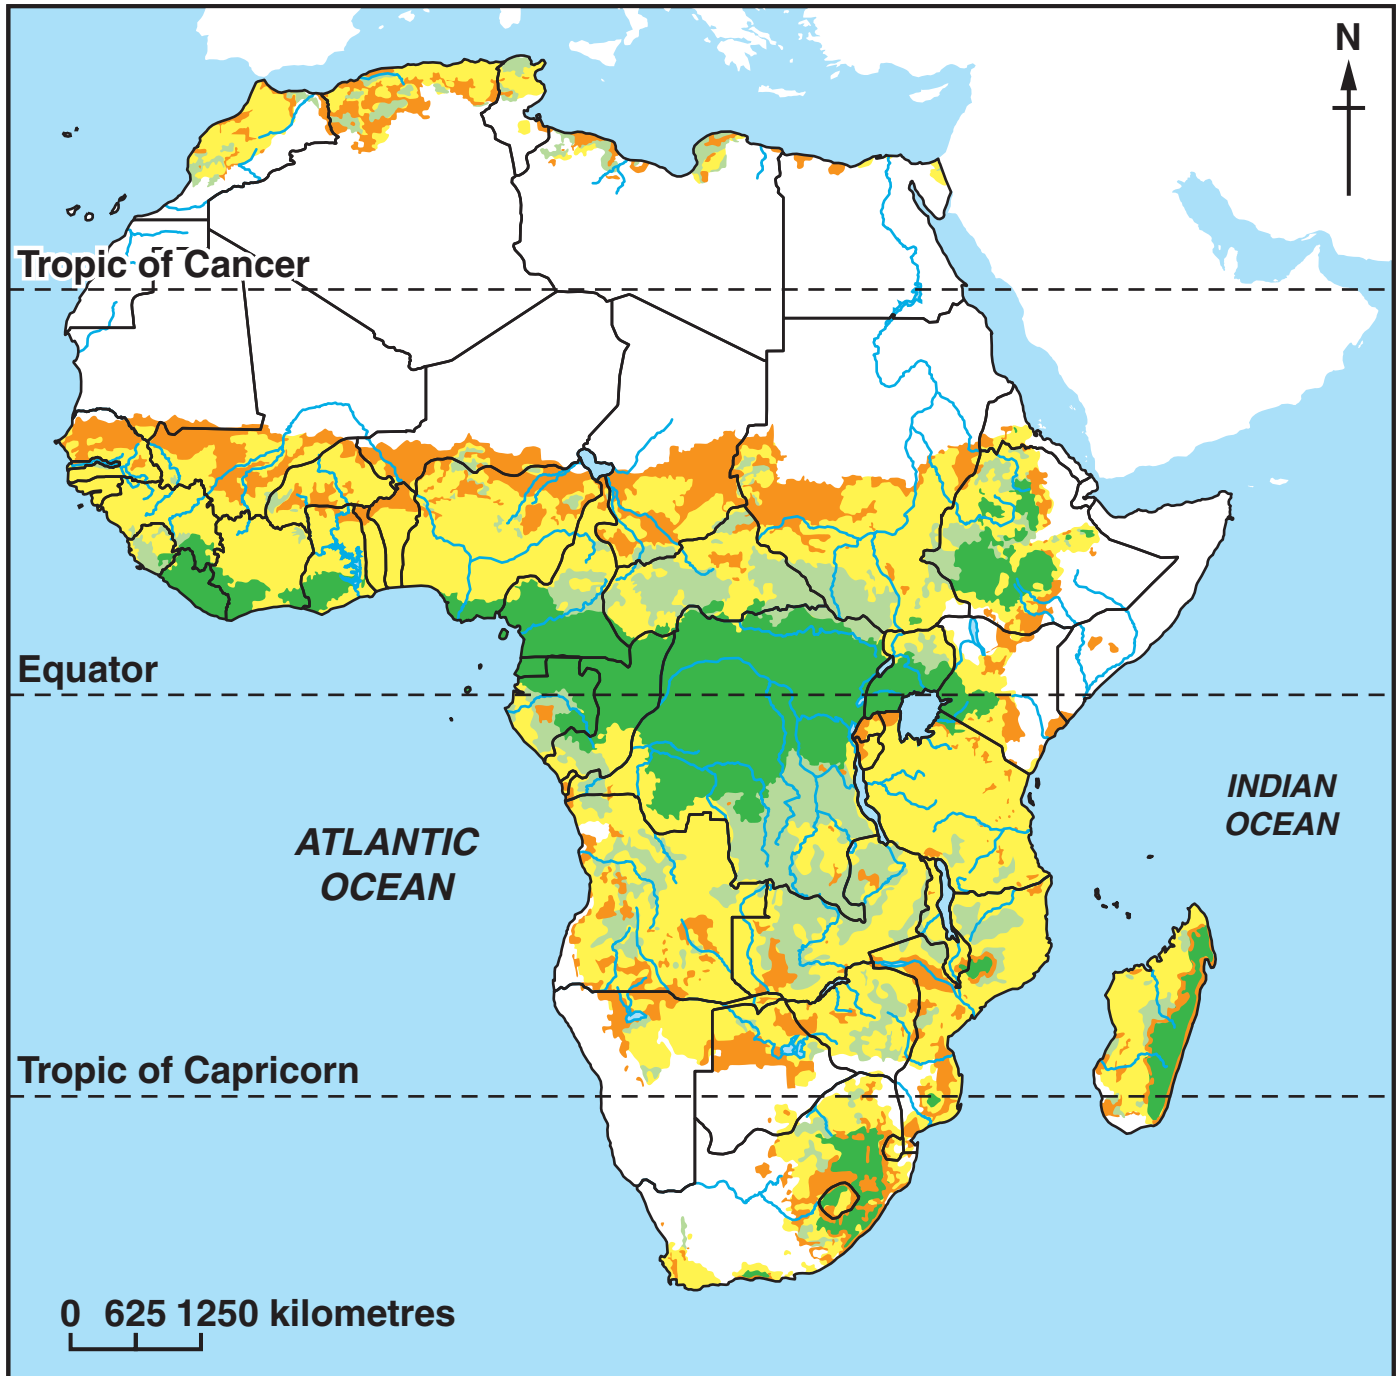 N
Tropic of Cancer
Equator
INDIAN
OCEAN
ATLANTIC
OCEAN
Tropic of Capricorn
0 625 1250 kilometres